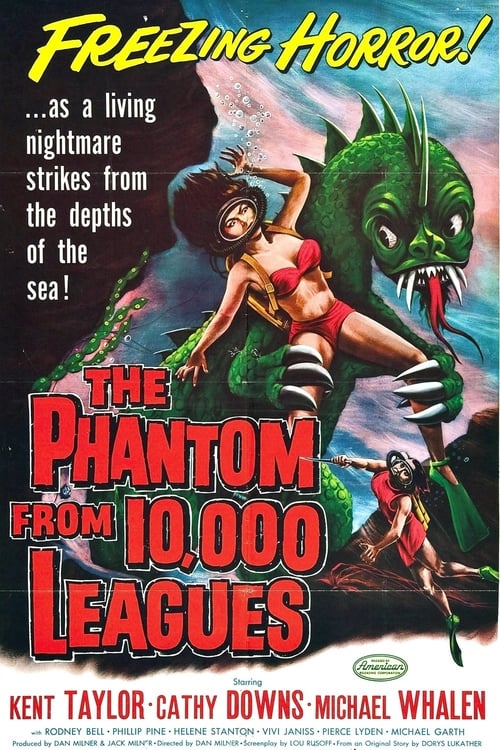 FREEZING HORROR!
...as a living
nightmare
strikes from
the depths
of the
sea!
THE
PHANTOM
FROM 10,000
LEAGUES
American
Starring
KENT TAYLOR · CATHY DOWNS · MICHAEL WHALEN
with RODNEY BELL · PHILLIP PINE · HELENE STANTON · VIVI JANISS · PIERCE LYDEN · MICHAEL GARTH
Produced by DAN MILNER & JACK MILNER · Directed by DAN MILNER · Screenplay by LOU RUSOFF · From an Original Story by DORYS LUKATHER